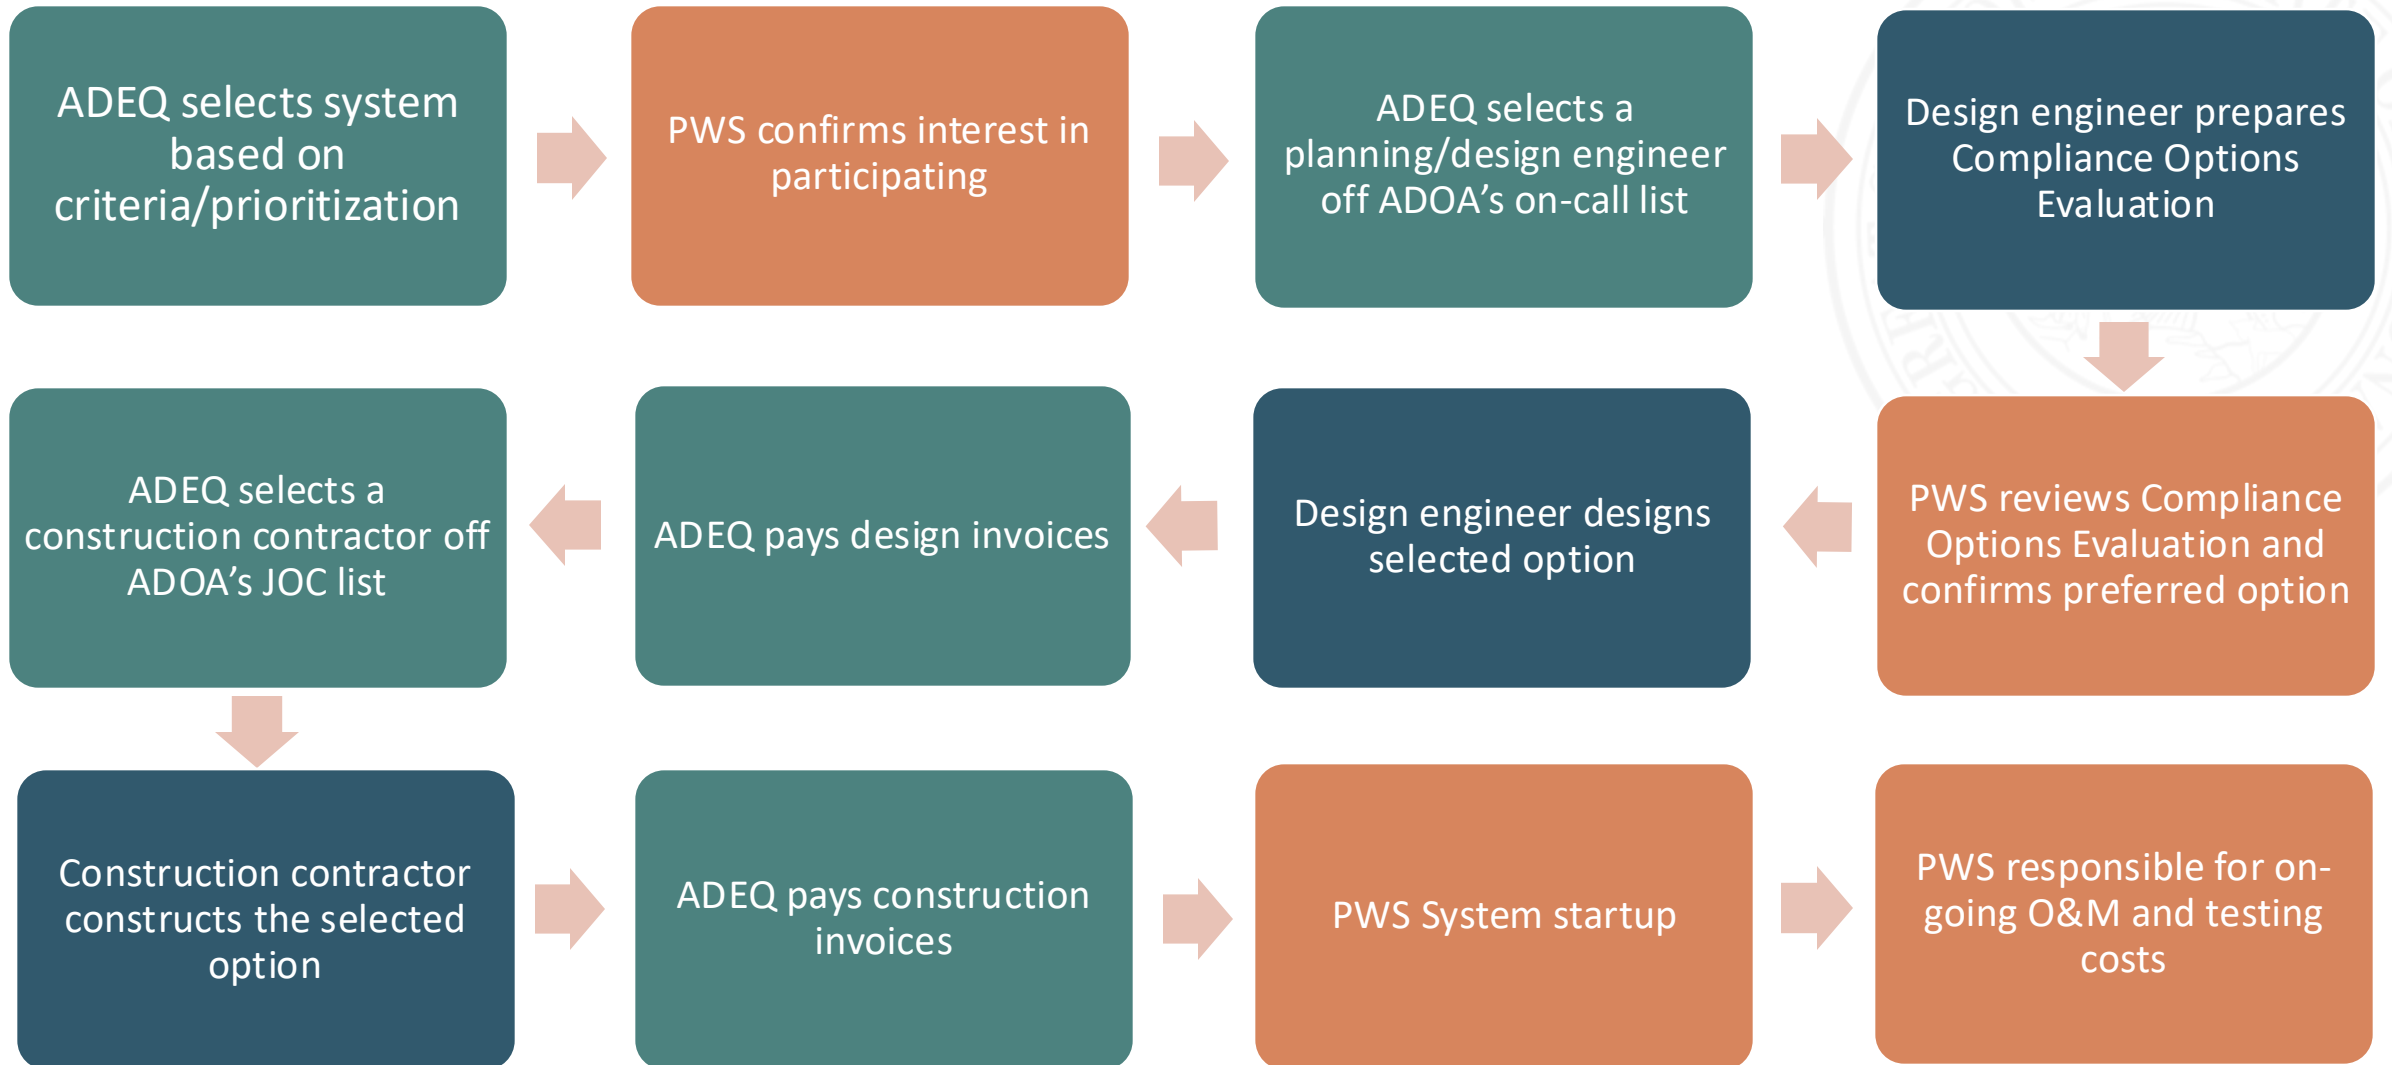 ADEQ selects system
based on
criteria/prioritization
PWS confirms interest in
participating
ADEQ selects a
planning/design engineer
off ADOA’s on-call list
Design engineer prepares
Compliance Options
Evaluation
PWS reviews Compliance
Options Evaluation and
confirms preferred option
Design engineer designs
selected option
ADEQ pays design invoices
ADEQ selects a
construction contractor off
ADOA’s JOC list
Construction contractor
constructs the selected
option
ADEQ pays construction
invoices
PWS System startup
PWS responsible for on-
going O&M and testing
costs